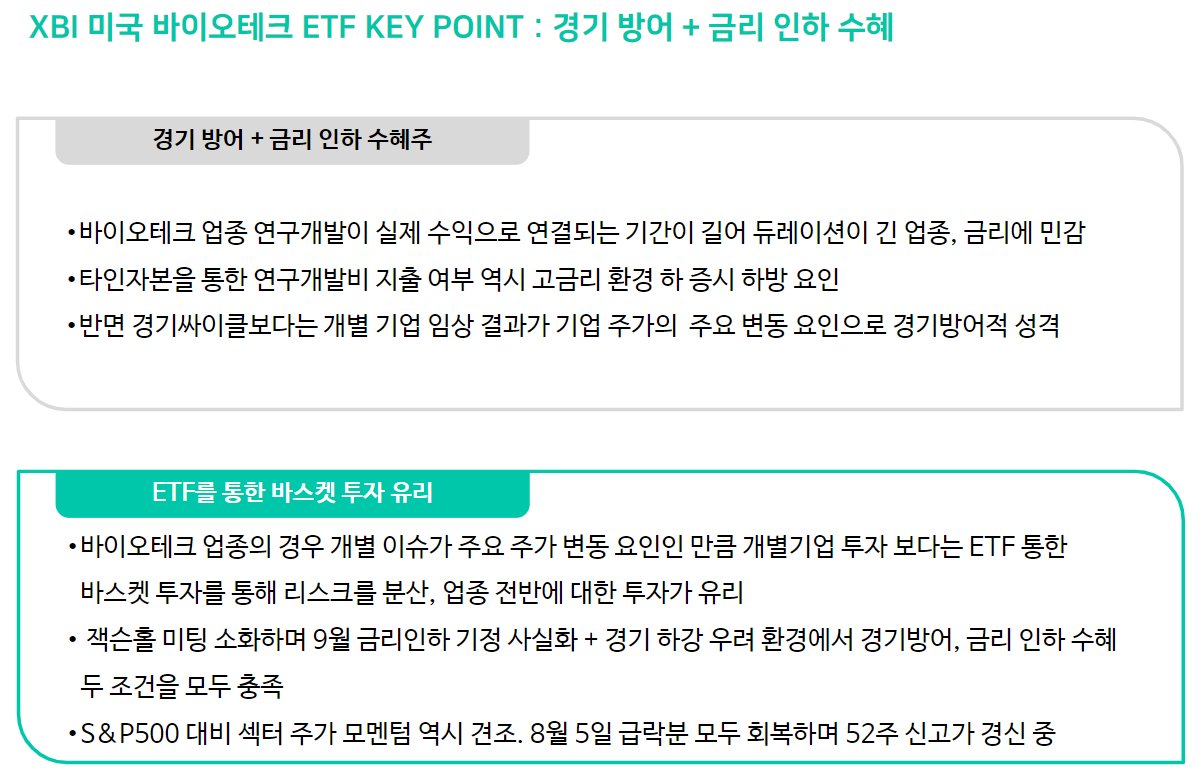 XBI 미국 바이오테크 ETF KEY POINT : 경기 방어 + 금리 인하 수혜
경기 방어 + 금리 인하 수혜주
•바이오테크 업종 연구개발이 실제 수익으로 연결되는 기간이 길어 듀레이션이 긴 업종, 금리에 민감
•타인자본을 통한 연구개발비 지출 여부 역시 고금리 환경 하 증시 하방 요인
•반면 경기싸이클보다는 개별 기업 임상 결과가 기업 주가의 주요 변동 요인으로 경기방어적 성격
ETF를 통한 바스켓 투자 유리
•바이오테크 업종의 경우 개별 이슈가 주요 주가 변동 요인인 만큼 개별기업 투자 보다는 ETF 통한
바스켓 투자를 통해 리스크를 분산, 업종 전반에 대한 투자가 유리
• 잭슨홀 미팅 소화하며 9월 금리인하 기정 사실화 + 경기 하강 우려 환경에서 경기방어, 금리 인하 수혜
두 조건을 모두 충족
•S&P500 대비 섹터 주가 모멘텀 역시 견조. 8월 5일 급락분 모두 회복하며 52주 신고가 경신 중